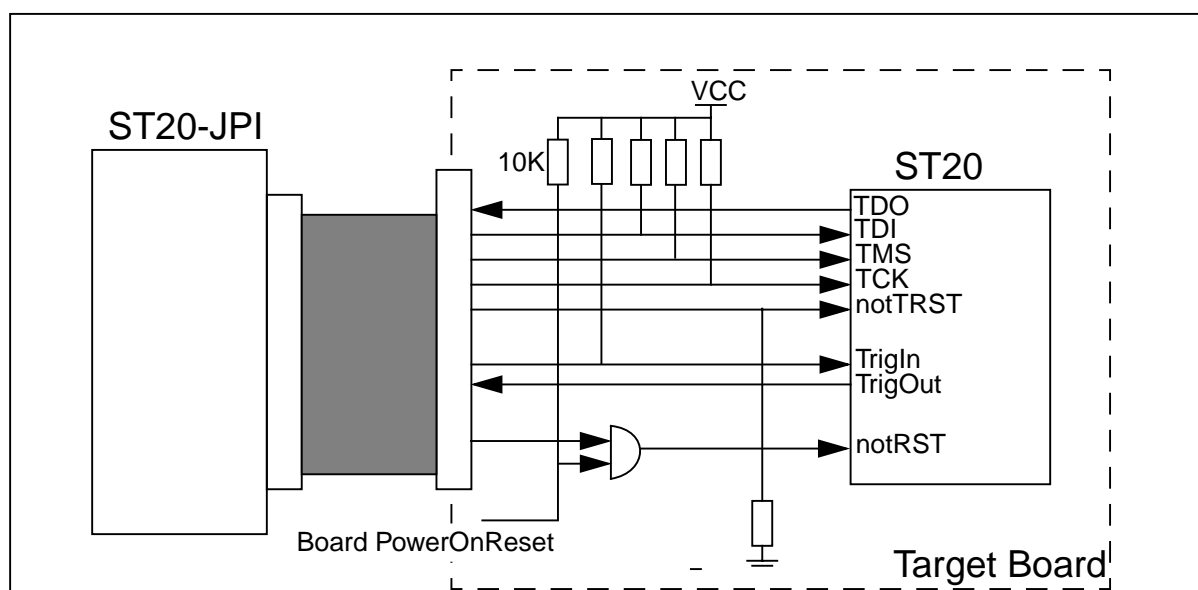 VCC
ST20-JPI
10K
ST20
TDO
TDI
TMS
TCK
notTRST
TrigIn
TrigOut
notRST
Board PowerOnReset
Target Board